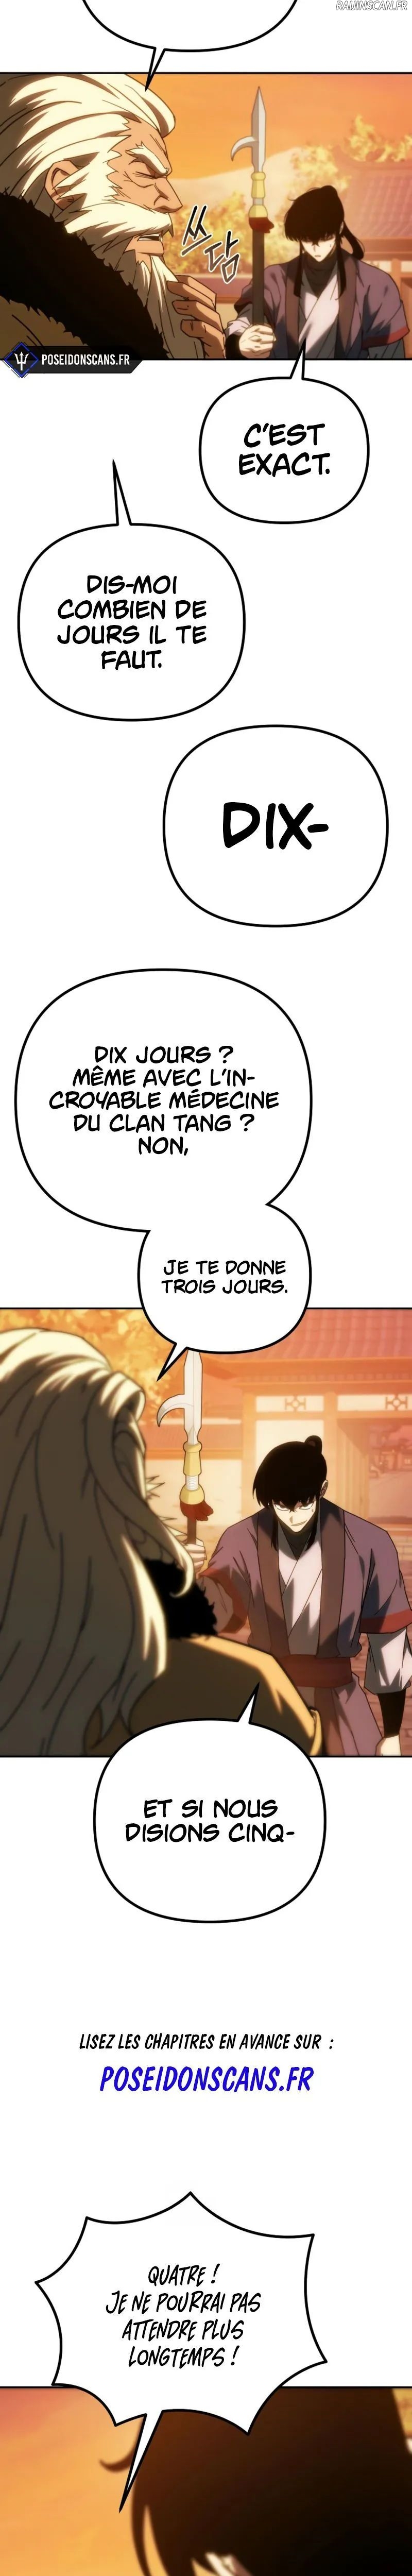 RAIJINSCAN.FR
쓰
담
POSEIDONSCANS.FR
C'EST
EXACT.
DIS-MOI
COMBIEN DE
JOURS IL TE
FAUT.
DIX-
DIX JOURS ?
MÊME AVEC L'IN-
CROYABLE MÉDECINE
DU CLAN TANG ?
NON,
JE TE DONNE
TROIS JOURS.
ET SI NOUS
DISIONS CINQ-
LISEZ LES CHAPITRES EN AVANCE SUR :
POSEIDONSCANS.FR
QUATRE !
JE NE POURRAI PAS
ATTENDRE PLUS
LONGTEMPS !